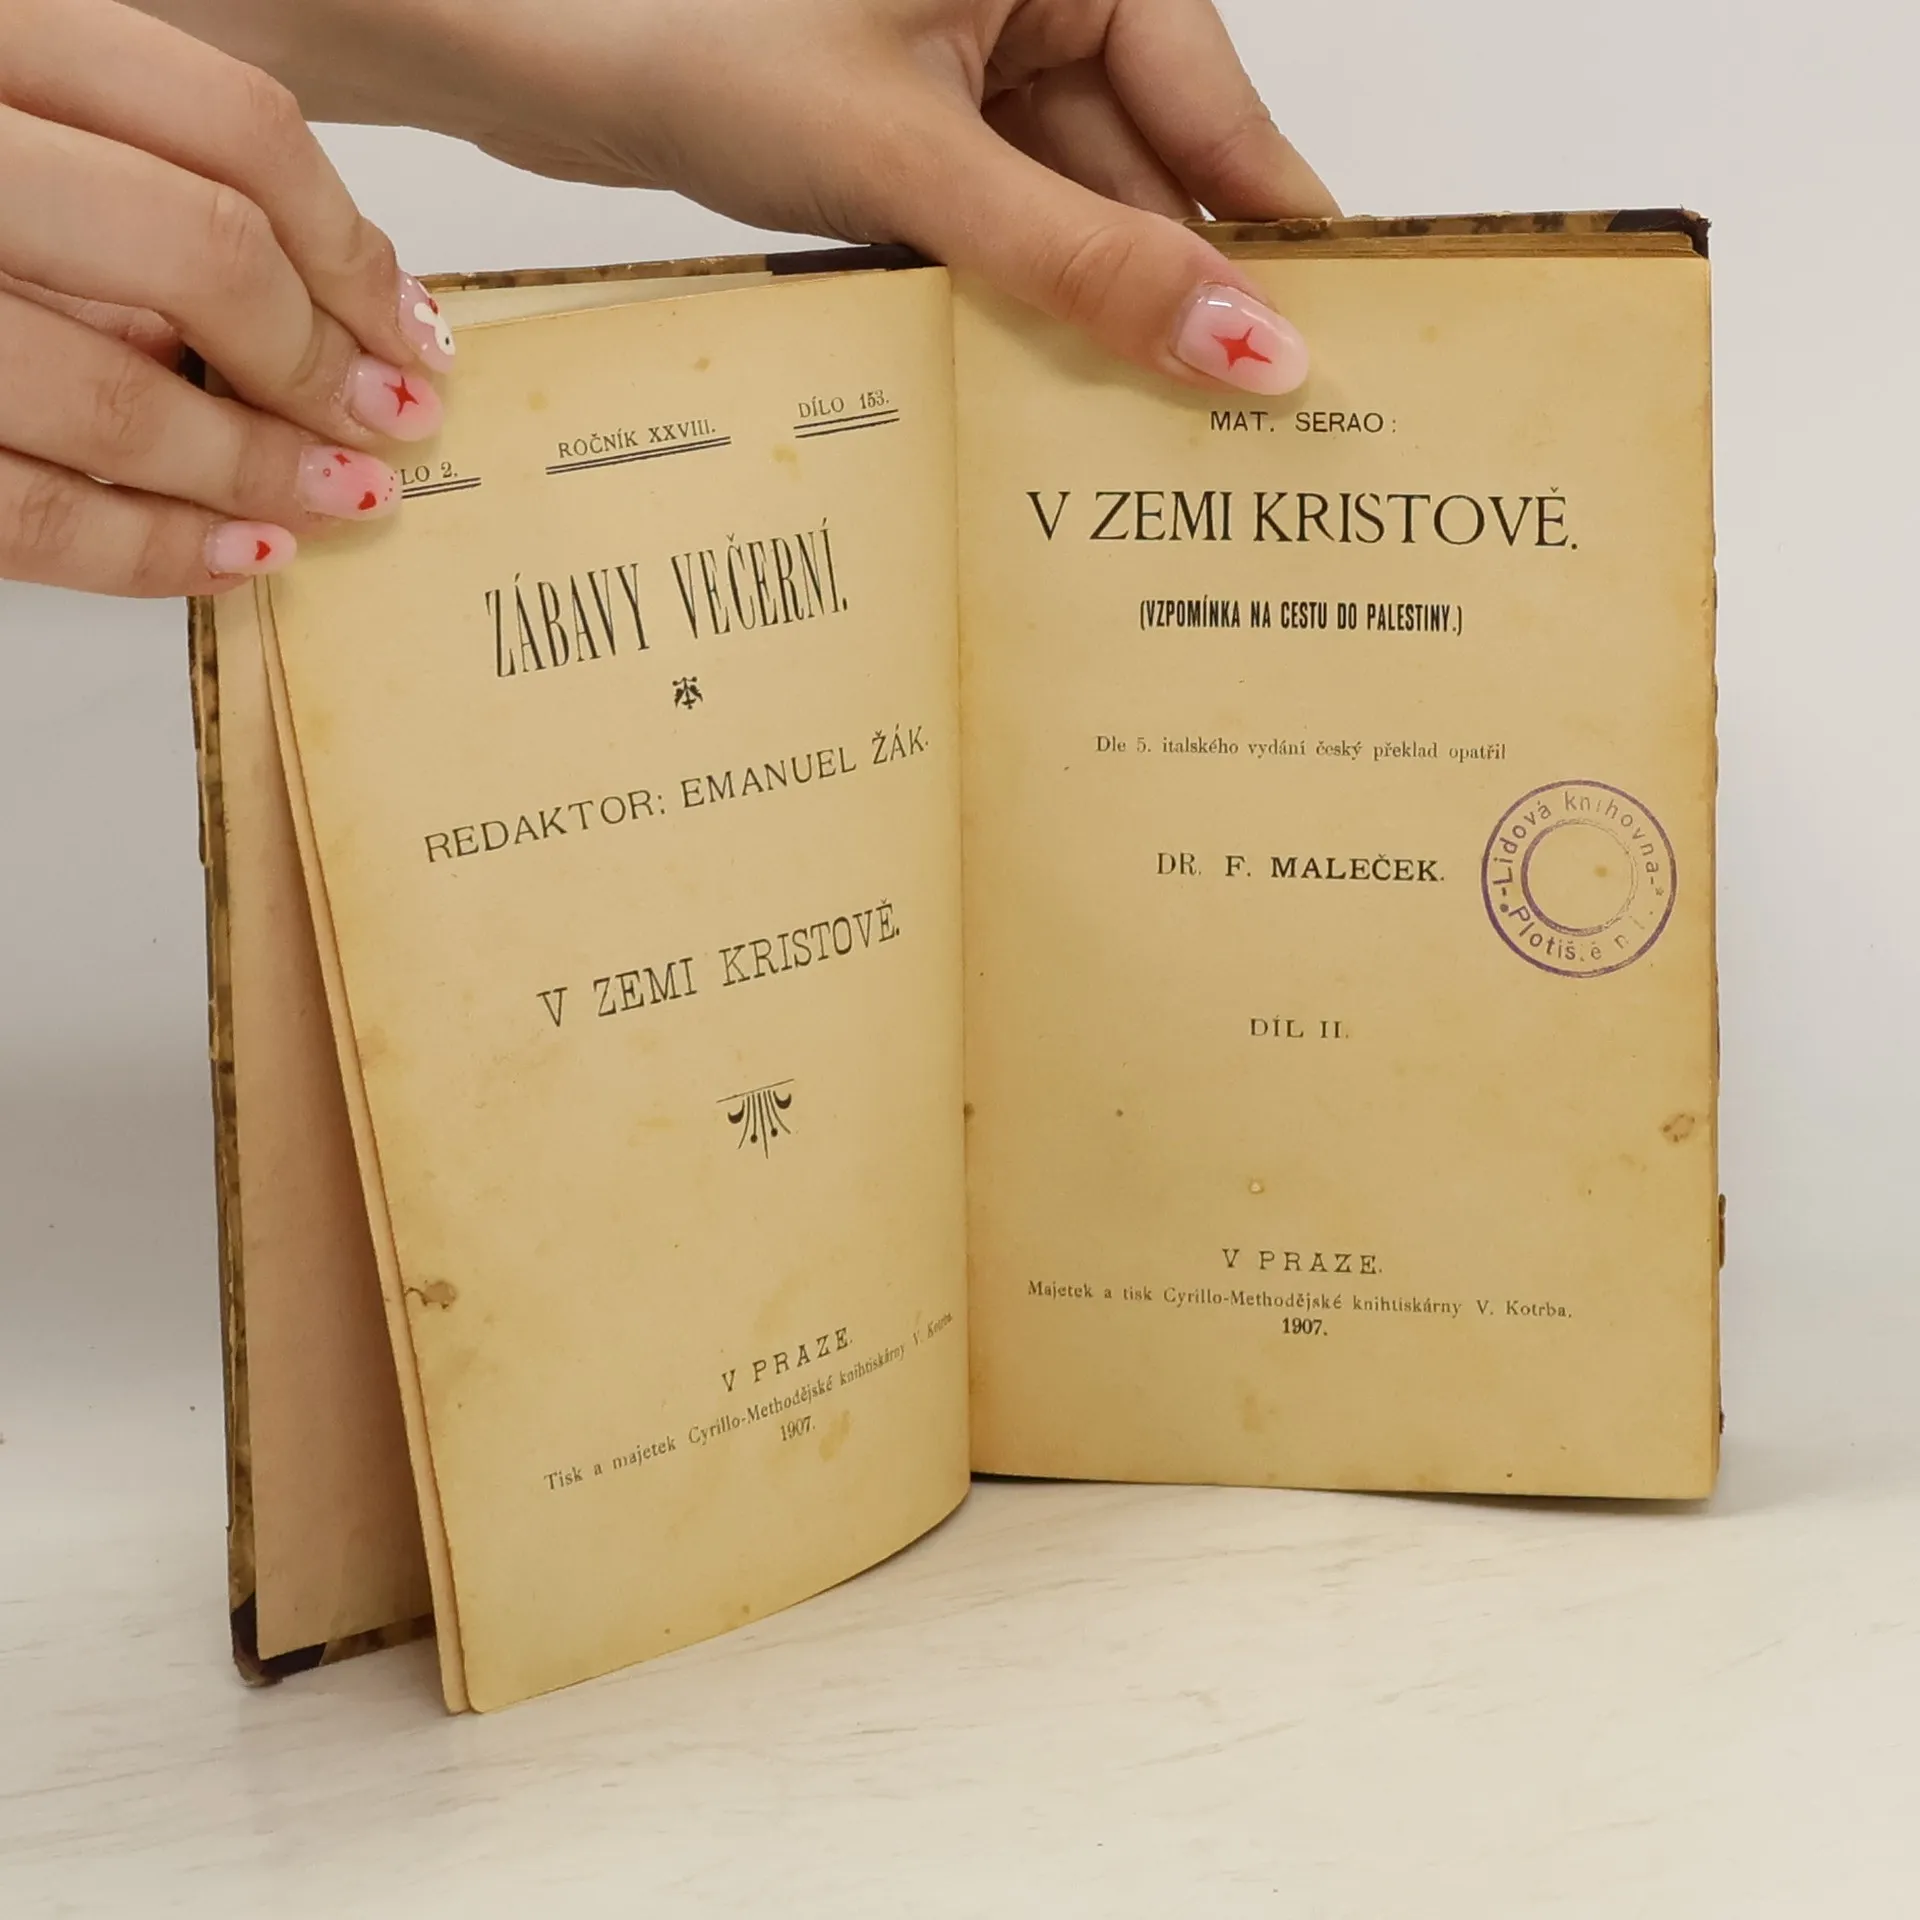 LO 2.
ROČNÍK XXVIII.
DÍLO 153.
ZÁBAVY VEČERNÍ.
REDAKTOR: EMANUEL ŽÁK.
V ZEMI KRISTOVĚ.
V PRAZE.
Tisk a majetek Cyrillo-Methodějské knihtiskárny V. Kotrba.
1907.
MAT. SERAO:
V ZEMI KRISTOVĚ.
(VZPOMÍNKA NA CESTU DO PALESTINY.)
Dle 5. italského vydání český překlad opatřil
DR. F. MALEČEK.
Lidová knihovna
DÍL II.
V PRAZE.
Majetek a tisk Cyrillo-Methodějské knihtiskárny V. Kotrba.
1907.